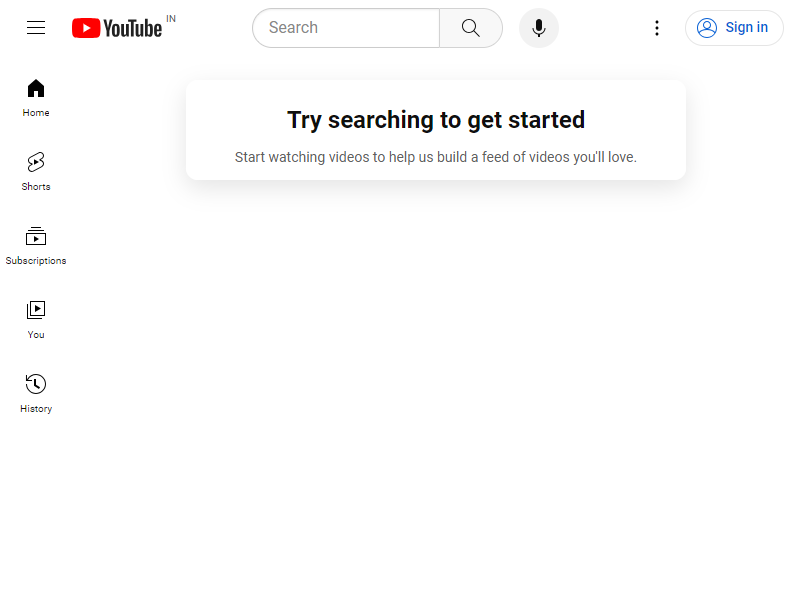 YouTube IN
Search
Sign in
Home
Shorts
Subscriptions
You
History
Try searching to get started
Start watching videos to help us build a feed of videos you'll love.